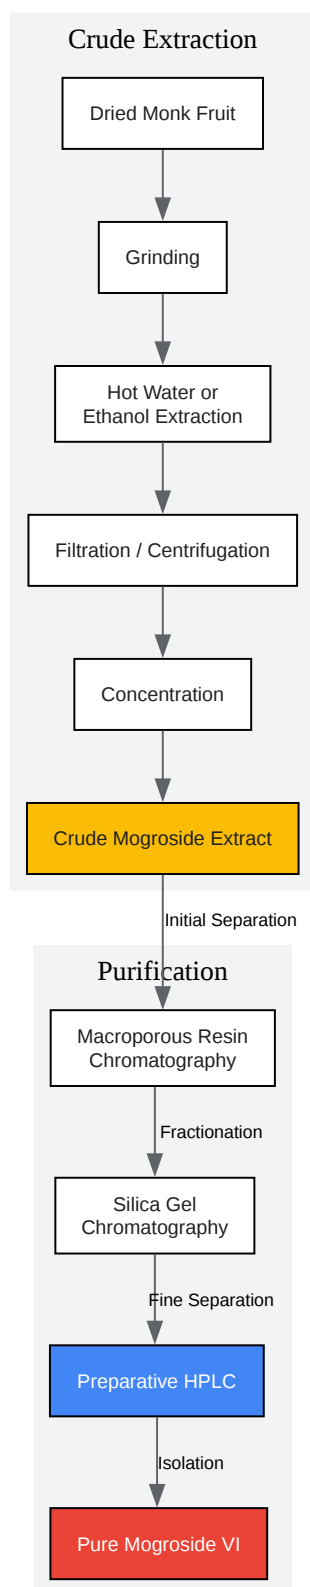 Crude Extraction
Dried Monk Fruit
Grinding
Hot Water or
Ethanol Extraction
Filtration / Centrifugation
Concentration
Crude Mogroside Extract
Initial Separation
Purification
Macroporous Resin
Chromatography
Fractionation
Silica Gel
Chromatography
Fine Separation
Preparative HPLC
Isolation
Pure Mogroside VI